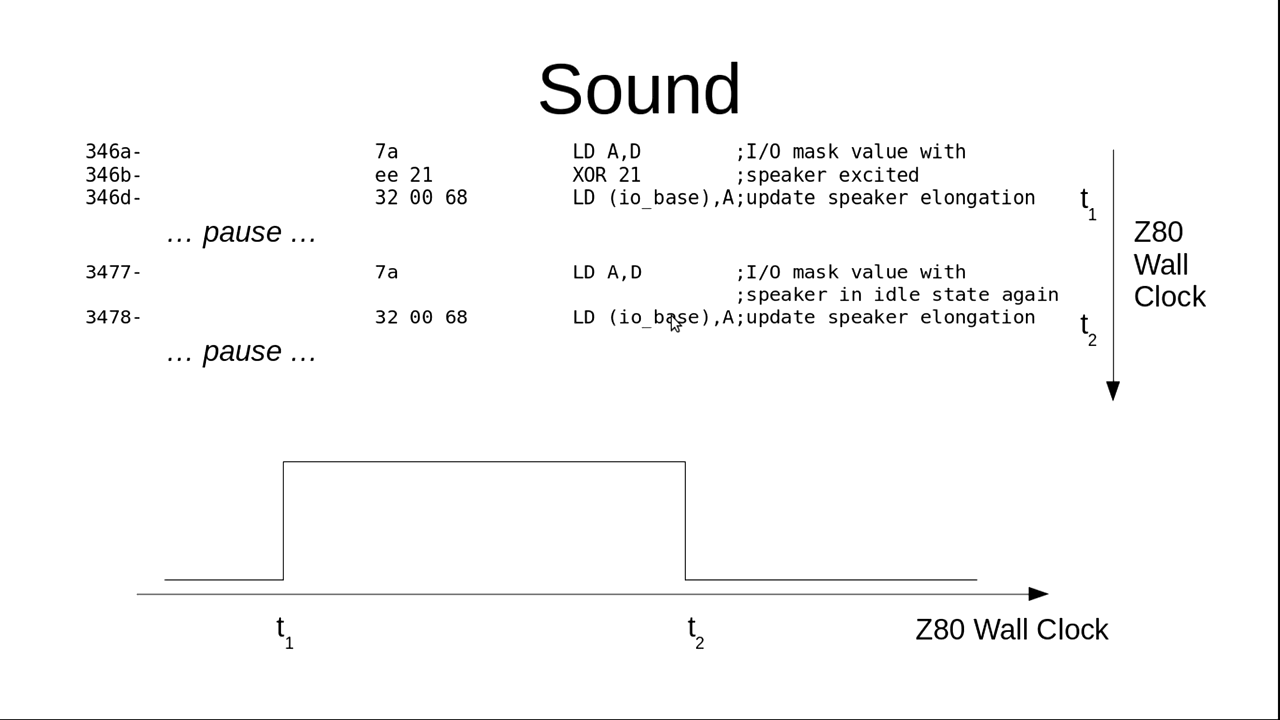 Sound
346a- 7a LD A,D ;I/O mask value with
346b- ee 21 XOR 21 ;speaker excited
346d- 32 00 68 LD (io_base),A;update speaker elongation t1
... pause ...
3477- 7a LD A,D ;I/O mask value with
;speaker in idle state again
3478- 32 00 68 LD (io_base),A;update speaker elongation t2
... pause ...
Z80
Wall
Clock
t1 t2 Z80 Wall Clock